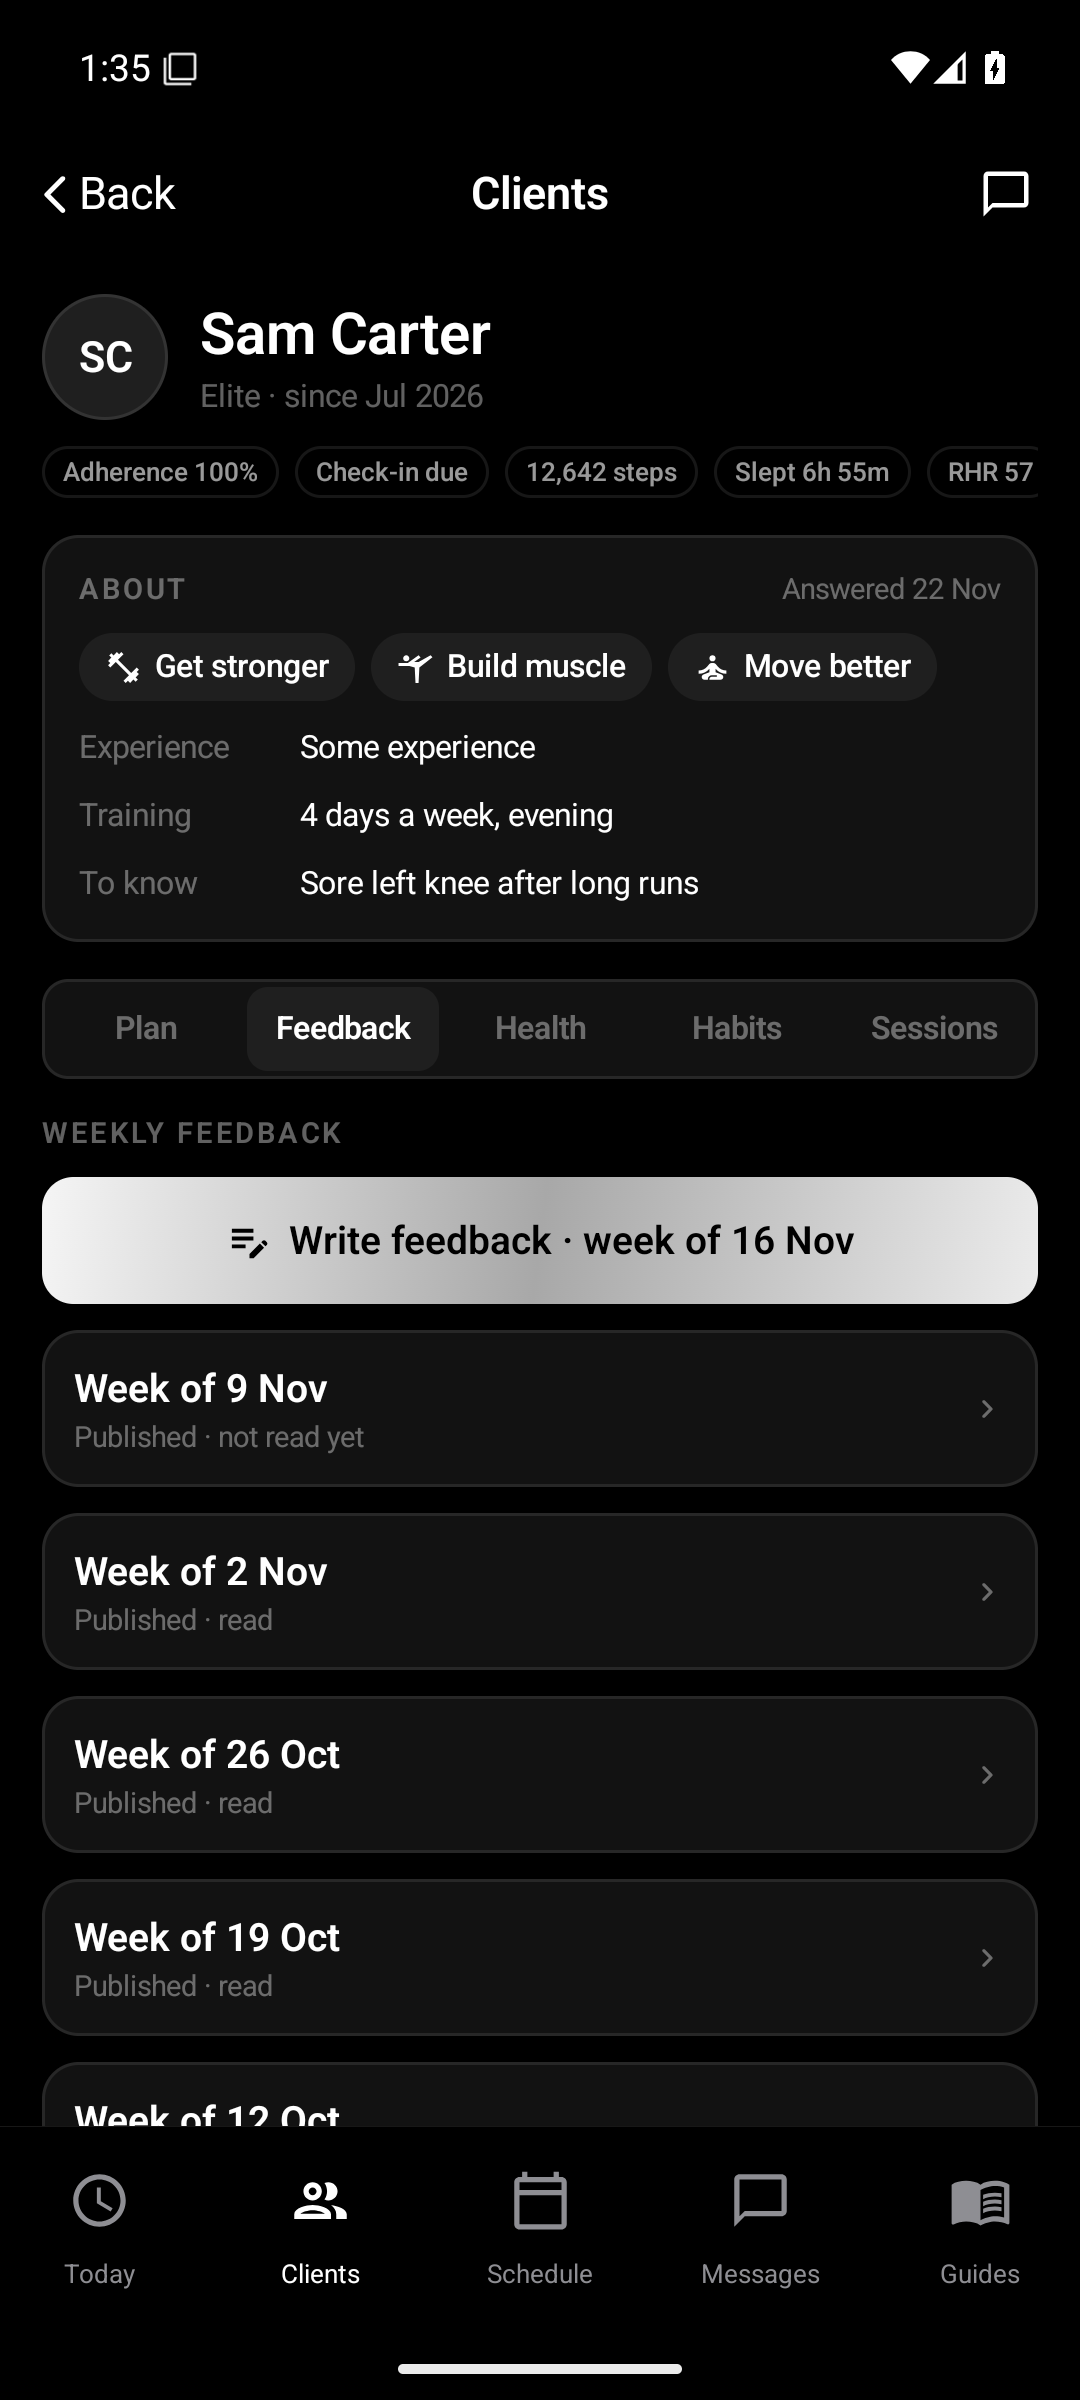 1:35
Back
Clients
SC
Sam Carter
Elite · since Jul 2026
Adherence 100%
Check-in due
12,642 steps
Slept 6h 55m
RHR 57
ABOUT
Answered 22 Nov
Get stronger
Build muscle
Move better
Experience
Some experience
Training
4 days a week, evening
To know
Sore left knee after long runs
Plan
Feedback
Health
Habits
Sessions
WEEKLY FEEDBACK
Write feedback · week of 16 Nov
Week of 9 Nov
Published · not read yet
Week of 2 Nov
Published · read
Week of 26 Oct
Published · read
Week of 19 Oct
Published · read
Week of 12 Oct
Today
Clients
Schedule
Messages
Guides